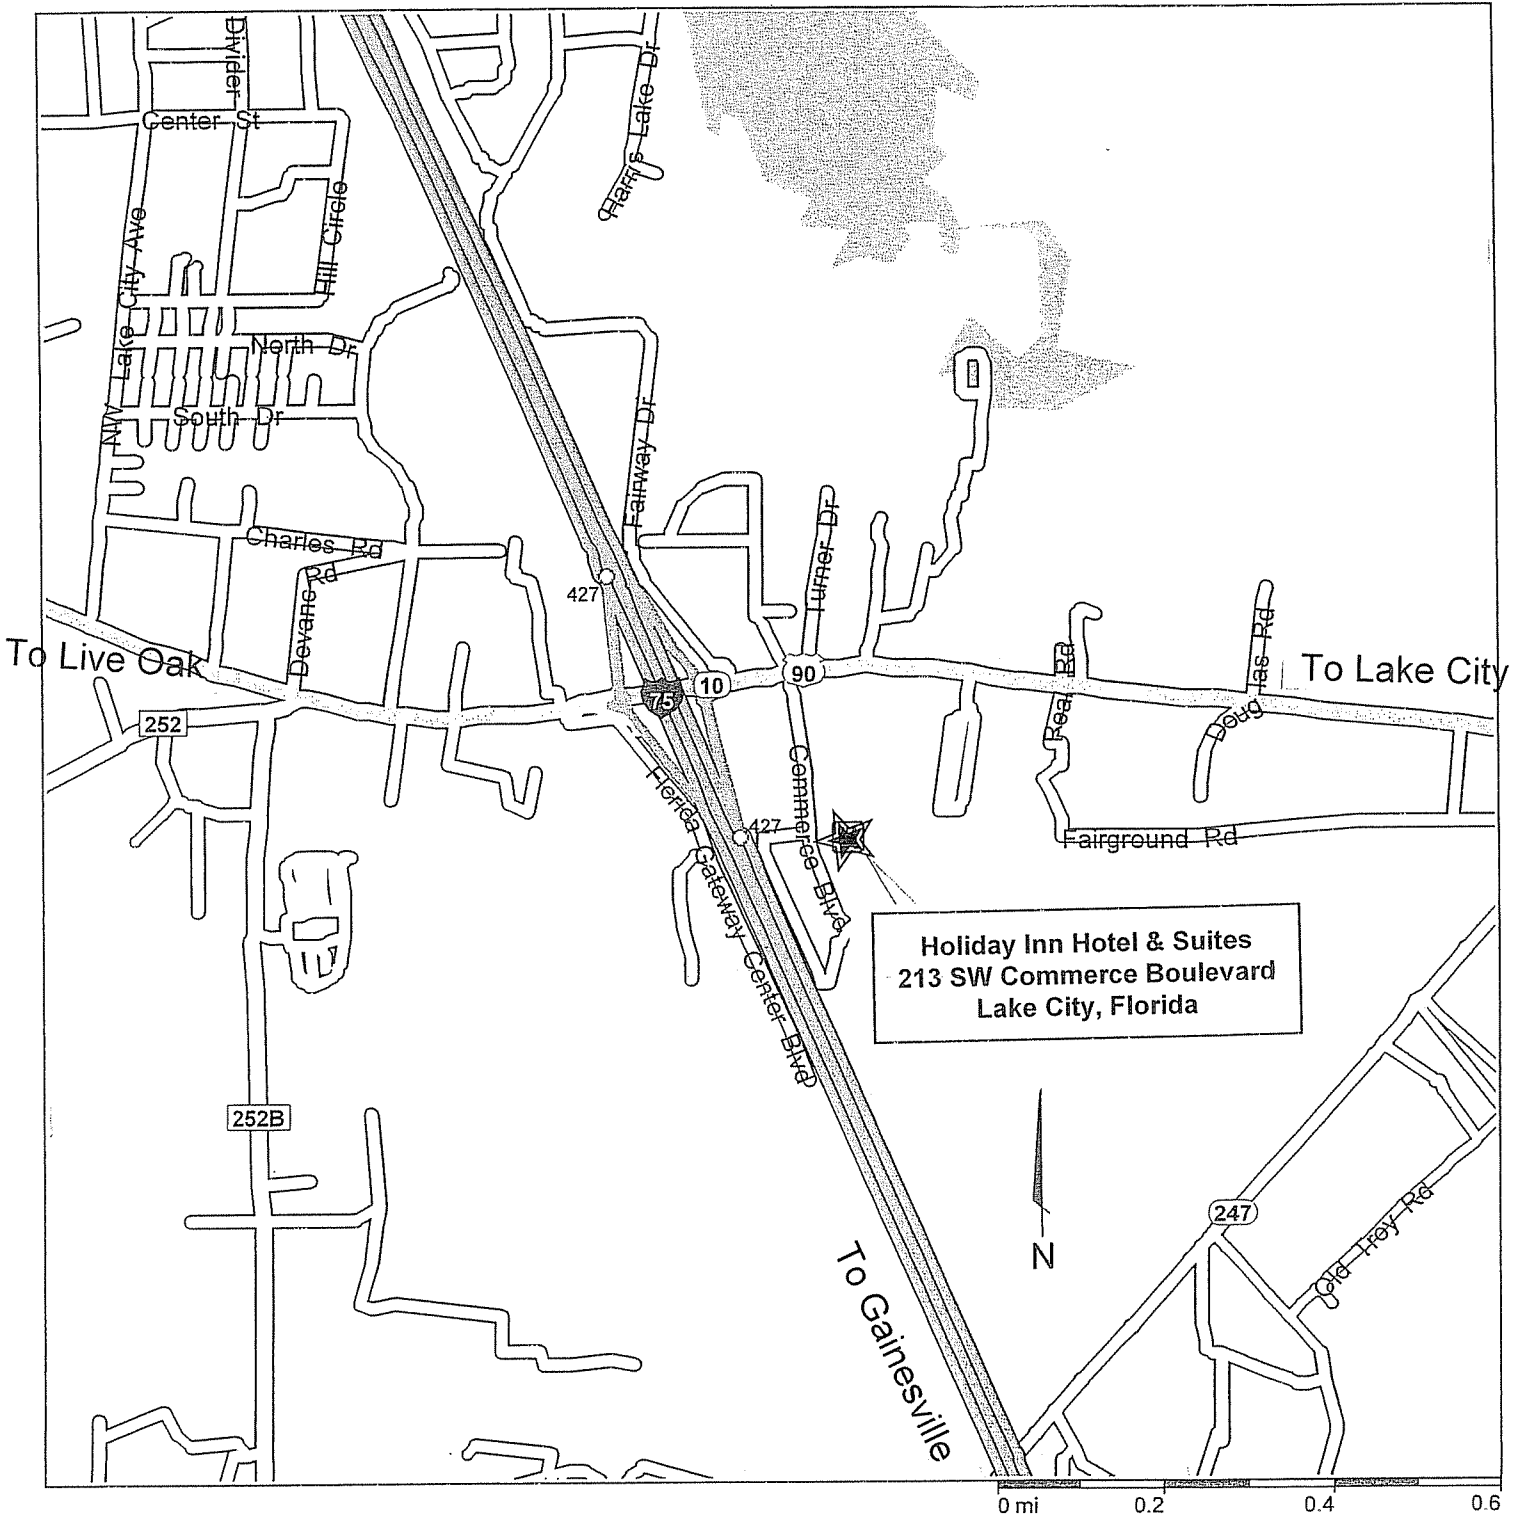 Divider
Center St
Harris Lake Dr
Hill Circle
NW Lake City Ave
North Dr
South Dr
Fairway Dr
Turner Dr
Charles Rd
Devane Rd
427
To Live Oak
252
75
10
90
To Lake City
Commerce Blvd
427
Florida Gateway Center Blvd
Fairground Rd
Holiday Inn Hotel & Suites
213 SW Commerce Boulevard
Lake City, Florida
252B
N
247
Old Troy Rd
To Gainesville
0 mi 0.2 0.4 0.6